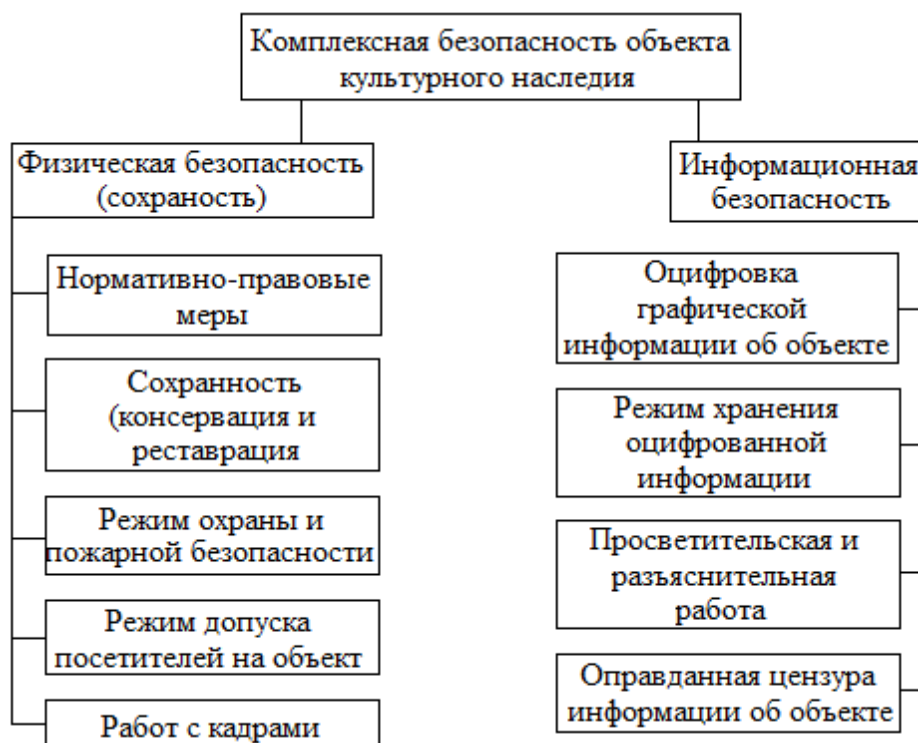 Комплексная безопасность объекта
культурного наследия
Физическая безопасность
(сохраность)
Нормативно-правовые
меры
Сохранность
(консервация и
реставрация
Режим охраны и
пожарной безопасности
Режим допуска
посетителей на объект
Работ с кадрами
Информационная
безопасность
Оцифровка
графической
информации об объекте
Режим хранения
оцифрованной
информации
Просветительская и
разъяснительная
работа
Оправданная цензура
информации об объекте